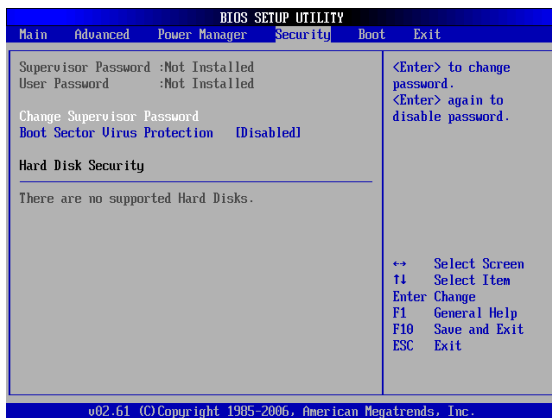 BIOS SETUP UTILITY
Main Advanced Power Manager Security Boot Exit
Supervisor Password :Not Installed
User Password :Not Installed
Change Supervisor Password
Boot Sector Virus Protection [Disabled]
Hard Disk Security
There are no supported Hard Disks.
<Enter> to change
password.
<Enter> again to
disable password.
↔ Select Screen
↑↓ Select Item
Enter Change
F1 General Help
F10 Save and Exit
ESC Exit
v02.61 (C)Copyright 1985-2006, American Megatrends, Inc.